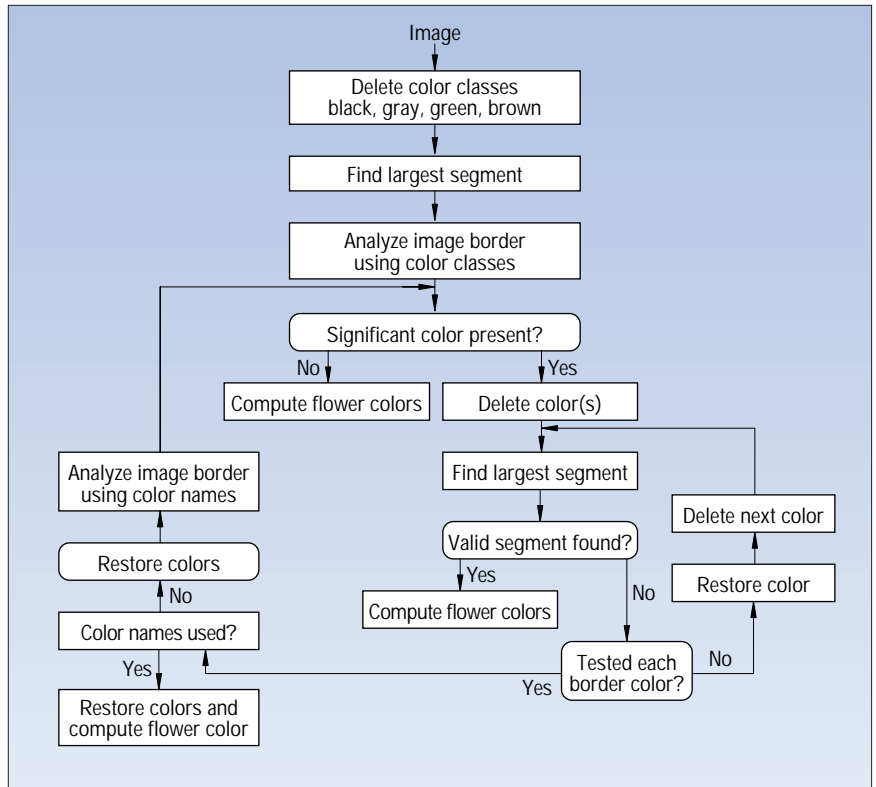 Image
Delete color classes
black, gray, green, brown
Find largest segment
Analyze image border
using color classes
Significant color present?
No
Yes
Compute flower colors
Delete color(s)
Analyze image border
using color names
Find largest segment
Delete next color
Valid segment found?
Restore colors
Yes
No
Restore color
No
Compute flower colors
Color names used?
Yes
Tested each
border color?
No
Yes
Restore colors and
compute flower color